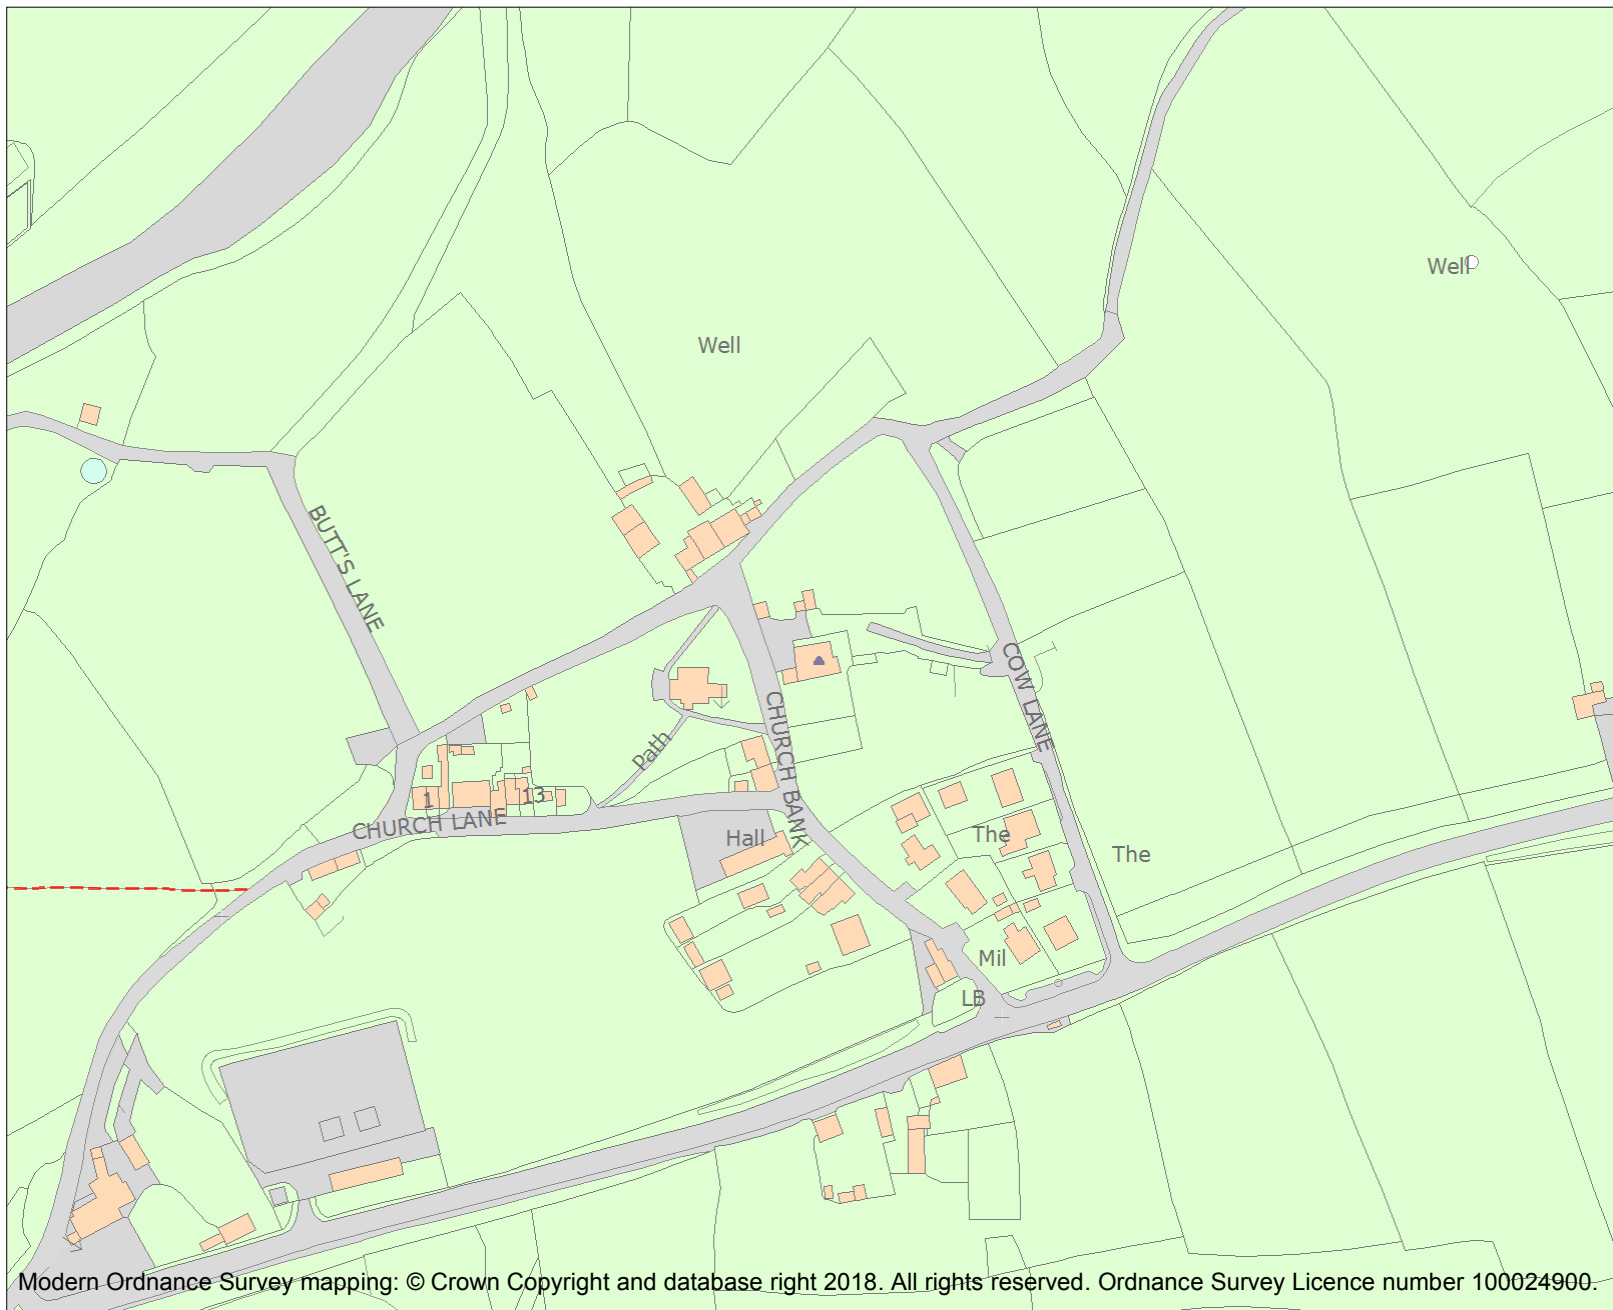 Well
Well
BUTT'S LANE
COW LANE
CHURCH BANK
Path
1
13
CHURCH LANE
Hall
The
The
Mil
LB
Modern Ordnance Survey mapping: © Crown Copyright and database right 2018. All rights reserved. Ordnance Survey Licence number 100024900.